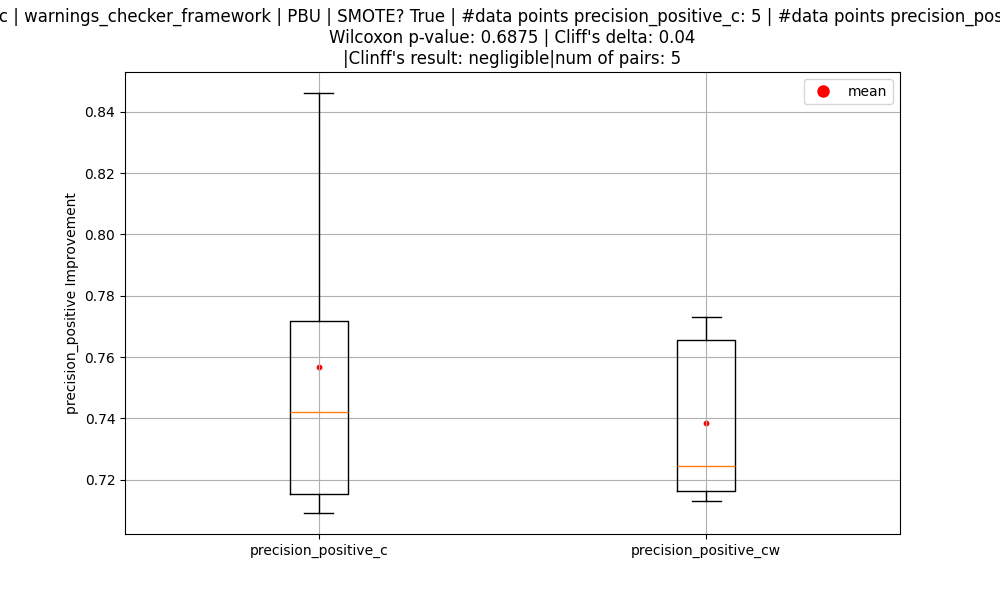 c | warnings_checker_framework | PBU | SMOTE? True | #data points precision_positive_c: 5 | #data points precision_pos
Wilcoxon p-value: 0.6875 | Cliff's delta: 0.04
|Clinff's result: negligible|num of pairs: 5
mean
0.84
0.82
0.80
0.78
0.76
0.74
0.72
precision_positive Improvement
precision_positive_c
precision_positive_cw